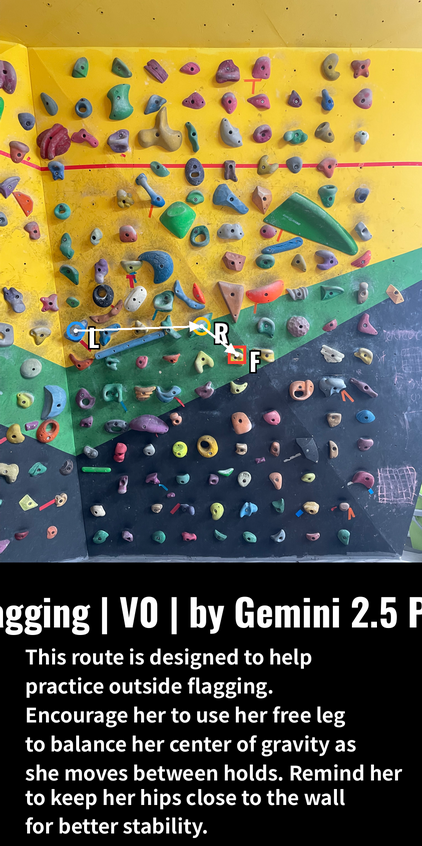 L
R
F
agging | V0 | by Gemini 2.5 P
This route is designed to help
practice outside flagging.
Encourage her to use her free leg
to balance her center of gravity as
she moves between holds. Remind her
to keep her hips close to the wall
for better stability.